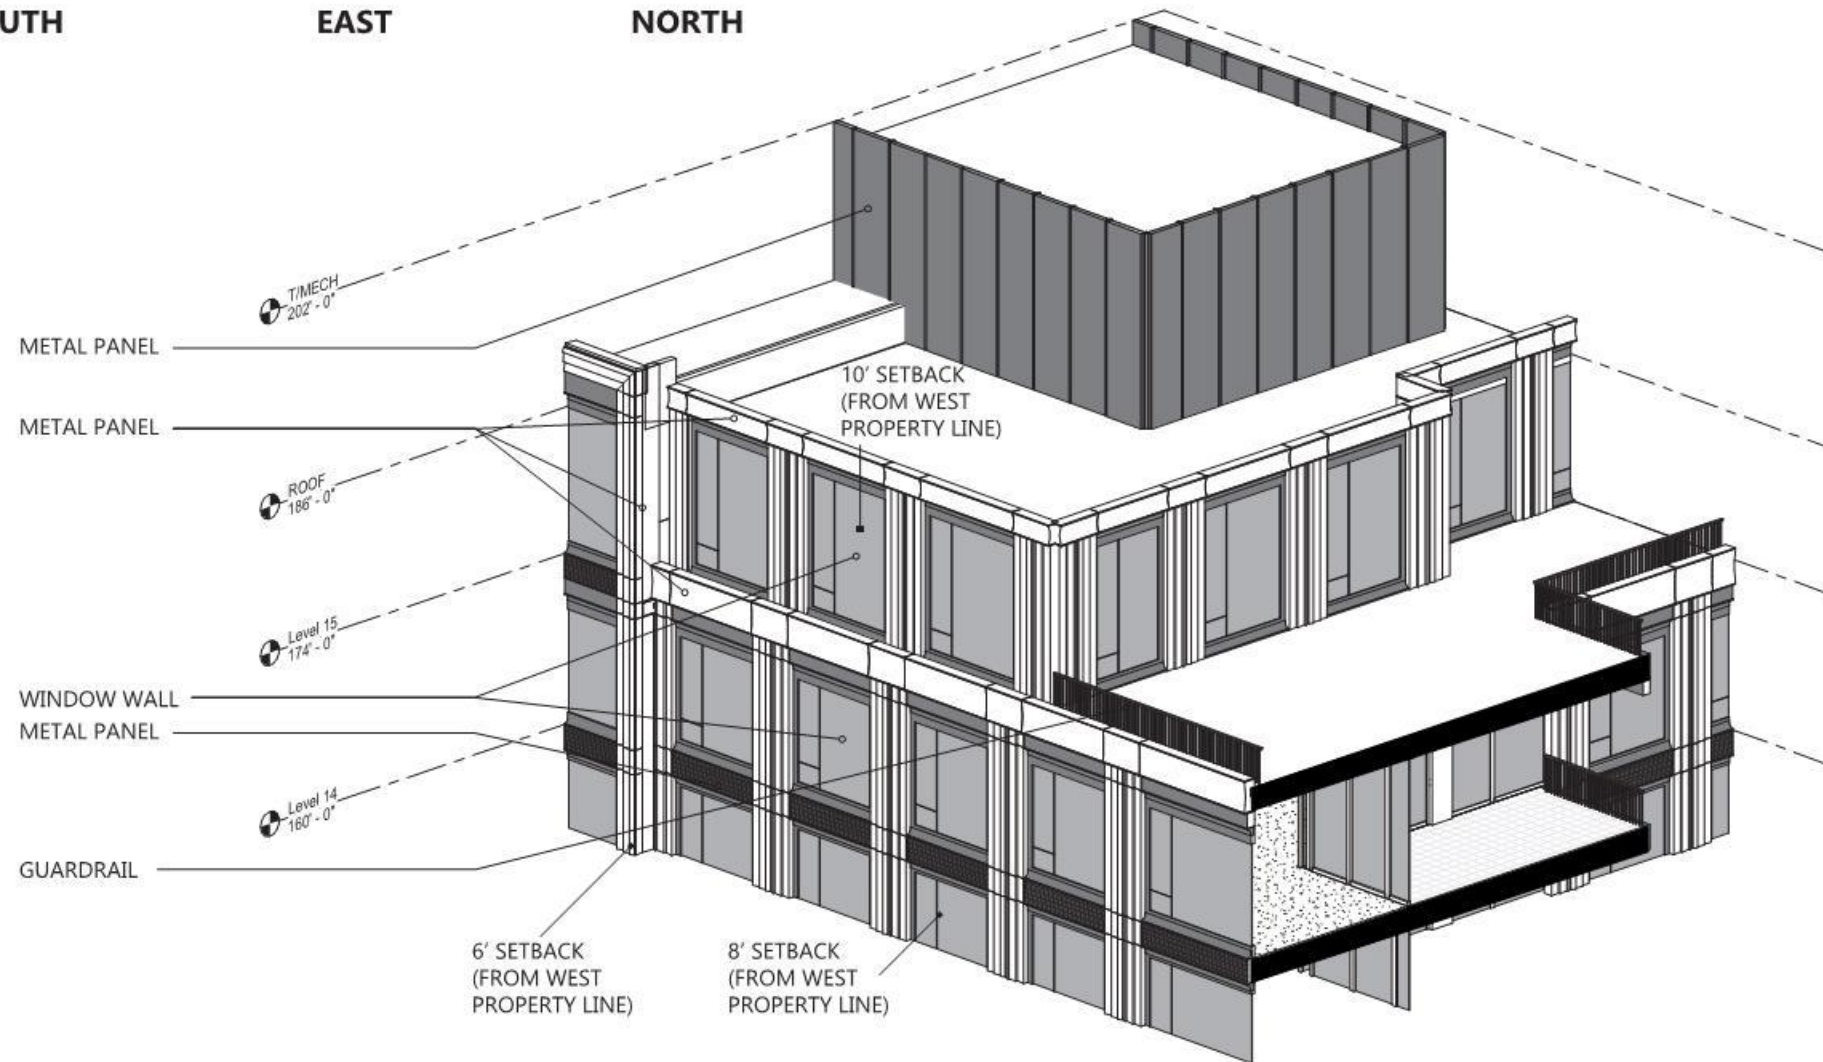 UTH
EAST
NORTH
T/MECH
202' - 0"
METAL PANEL
METAL PANEL
10' SETBACK
(FROM WEST
PROPERTY LINE)
ROOF
186' - 0"
Level 15
174' - 0"
WINDOW WALL
METAL PANEL
Level 14
160' - 0"
GUARDRAIL
6' SETBACK
(FROM WEST
PROPERTY LINE)
8' SETBACK
(FROM WEST
PROPERTY LINE)